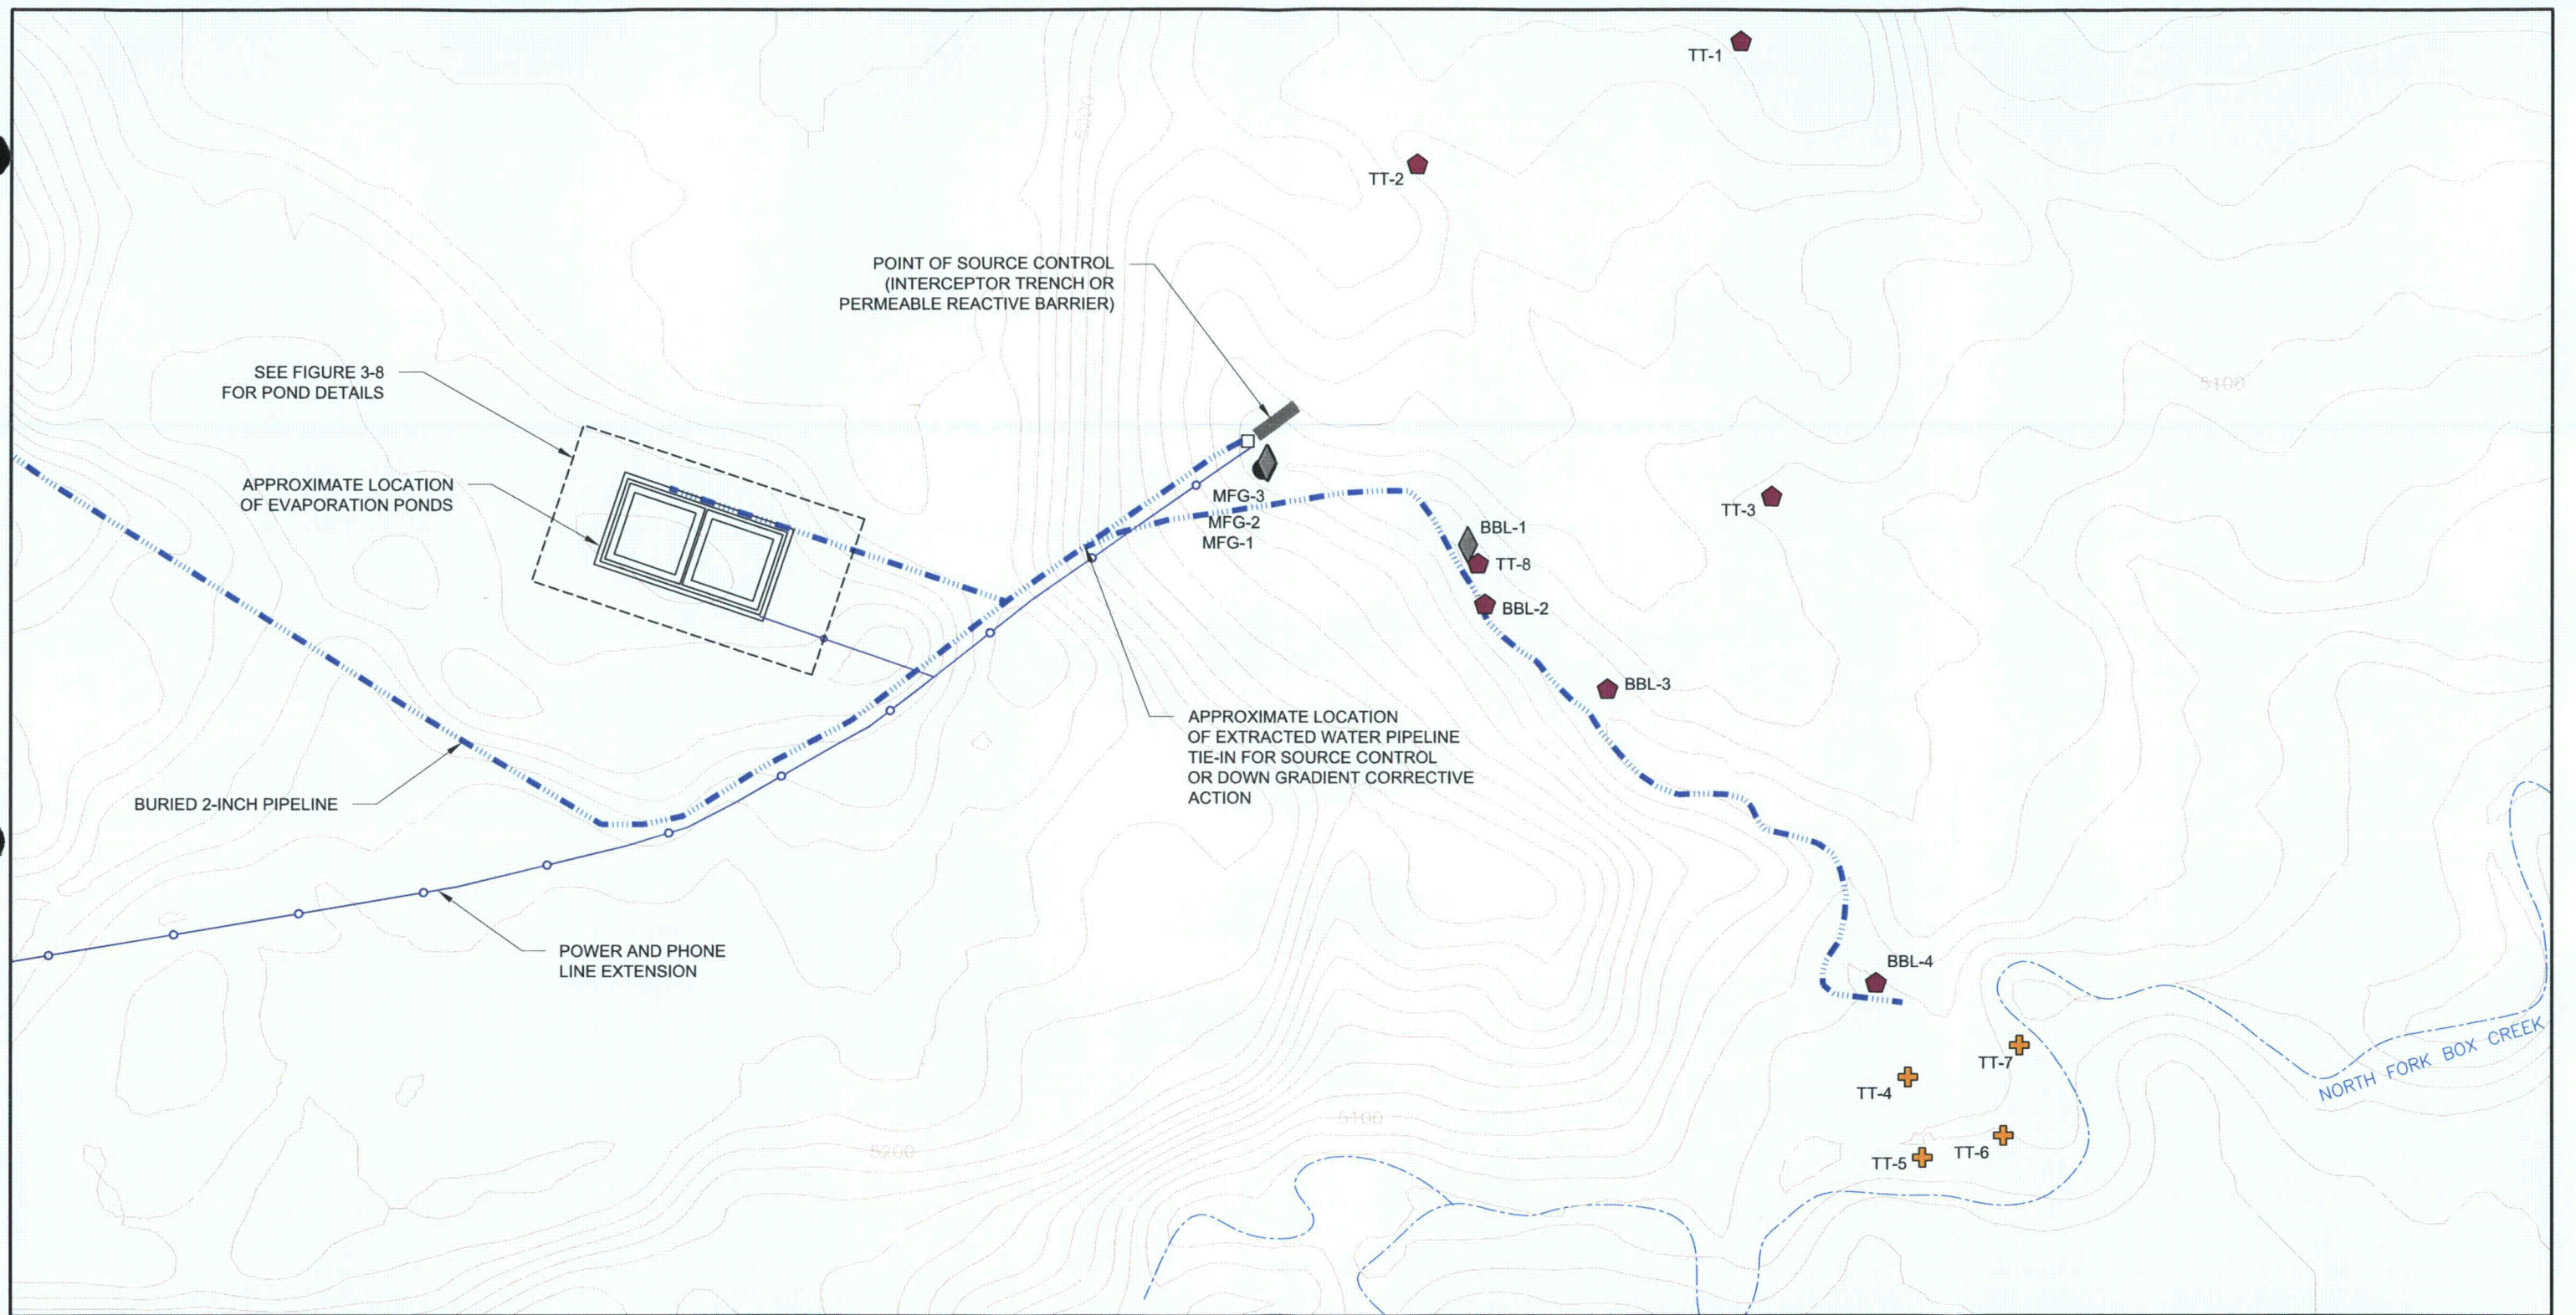 TT-1
5200
TT-2
POINT OF SOURCE CONTROL
(INTERCEPTOR TRENCH OR
PERMEABLE REACTIVE BARRIER)
SEE FIGURE 3-8
FOR POND DETAILS
5100
APPROXIMATE LOCATION
OF EVAPORATION PONDS
MFG-3
MFG-2
MFG-1
TT-3
BBL-1
TT-8
BBL-2
BBL-3
APPROXIMATE LOCATION
OF EXTRACTED WATER PIPELINE
TIE-IN FOR SOURCE CONTROL
OR DOWN GRADIENT CORRECTIVE
ACTION
BURIED 2-INCH PIPELINE
POWER AND PHONE
LINE EXTENSION
BBL-4
NORTH FORK BOX CREEK
TT-7
TT-4
5100
5200
TT-6
TT-5